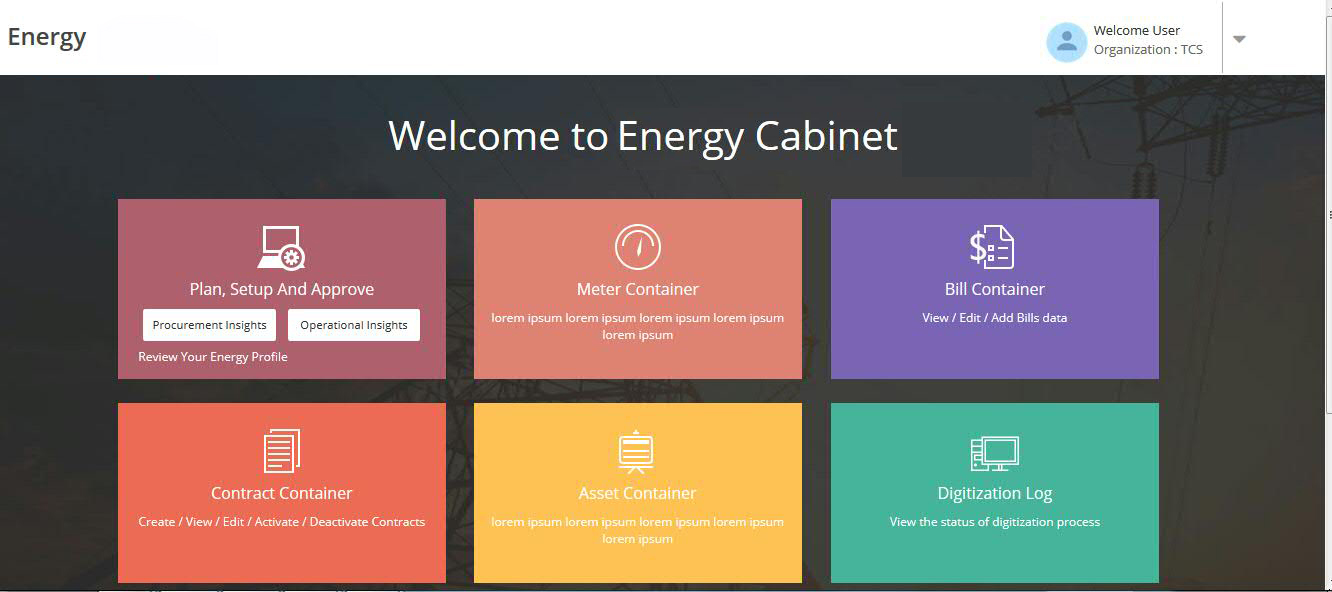 Energy
Welcome User
Organization : TCS
Welcome to Energy Cabinet
Plan, Setup And Approve
Procurement Insights
Operational Insights
Review Your Energy Profile
Meter Container
lorem ipsum lorem ipsum lorem ipsum lorem ipsum
lorem ipsum
Bill Container
View / Edit / Add Bills data
Contract Container
Create / View / Edit / Activate / Deactivate Contracts
Asset Container
lorem ipsum lorem ipsum lorem ipsum lorem ipsum
lorem ipsum
Digitization Log
View the status of digitization process